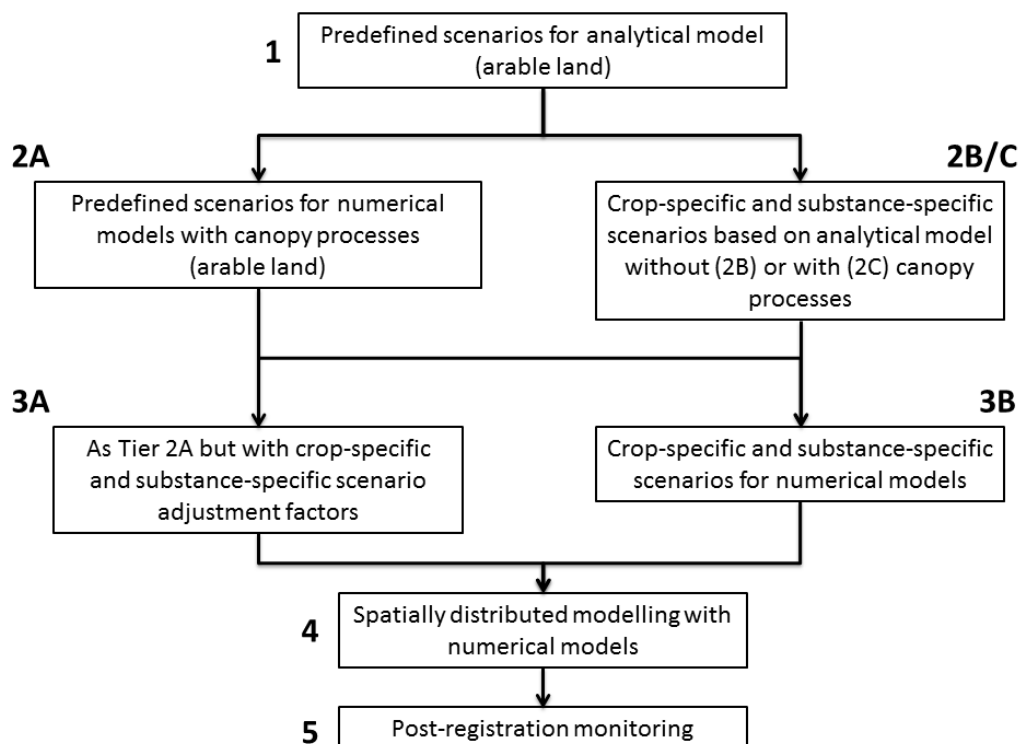 1
Predefined scenarios for analytical model
(arable land)
2A
Predefined scenarios for numerical
models with canopy processes
(arable land)
2B/C
Crop-specific and substance-specific
scenarios based on analytical model
without (2B) or with (2C) canopy
processes
3A
As Tier 2A but with crop-specific
and substance-specific scenario
adjustment factors
3B
Crop-specific and substance-specific
scenarios for numerical models
4
Spatially distributed modelling with
numerical models
5
Post-registration monitoring